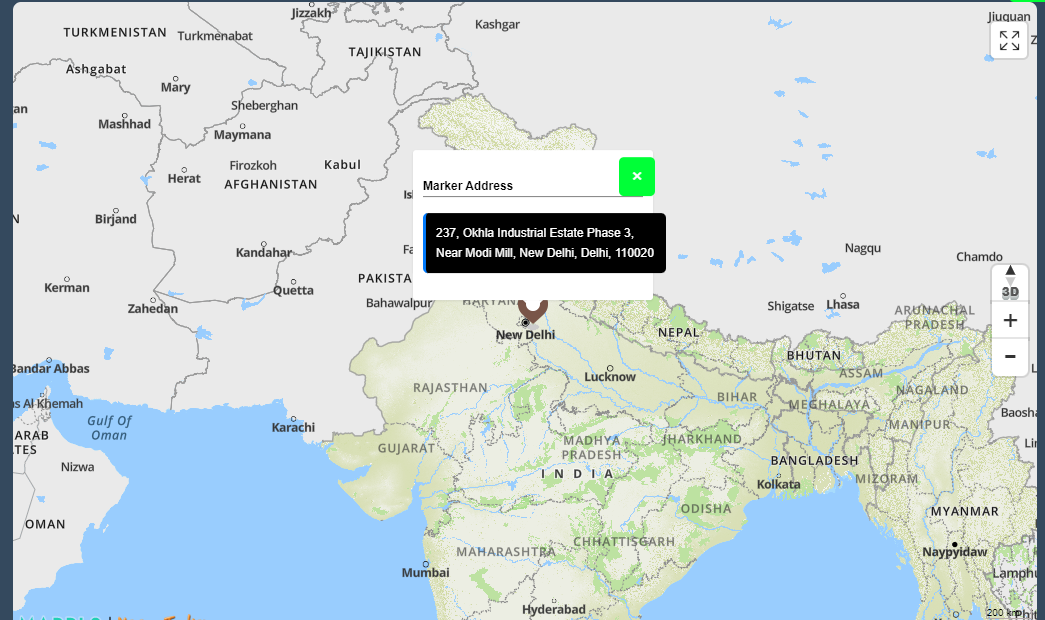 Jizzakh
Jiuquan
TURKMENISTAN
Turkmenabat
Kashgar
TAJIKISTAN
Ashgabat
Mary
Sheberghan
Mashhad
Maymana
Herat
Firozkoh
Kabul
AFGHANISTAN
Marker Address
×
Birjand
237, Okhla Industrial Estate Phase 3,
Near Modi Mill, New Delhi, Delhi, 110020
Kandahar
Nagqu
Chamdo
Kerman
Quetta
PAKISTA
3D
Zahedan
Bahawalpur
HARYAN
Shigatse
Lhasa
ARUNACHAL
PRADESH
+
New Delhi
NEPAL
BHUTAN
−
Bandar Abbas
Lucknow
ASSAM
RAJASTHAN
NAGALAND
BIHAR
MEGHALAYA
s Al Khemah
Gulf Of
Oman
Karachi
MANIPUR
ARAB
TES
GUJARAT
MADHYA
PRADESH
JHARKHAND
BANGLADESH
Nizwa
INDIA
Kolkata
MIZORAM
OMAN
ODISHA
MYANMAR
MAHARASHTRA
CHHATTISGARH
Naypyidaw
Mumbai
Lamphu
Hyderabad
200 km